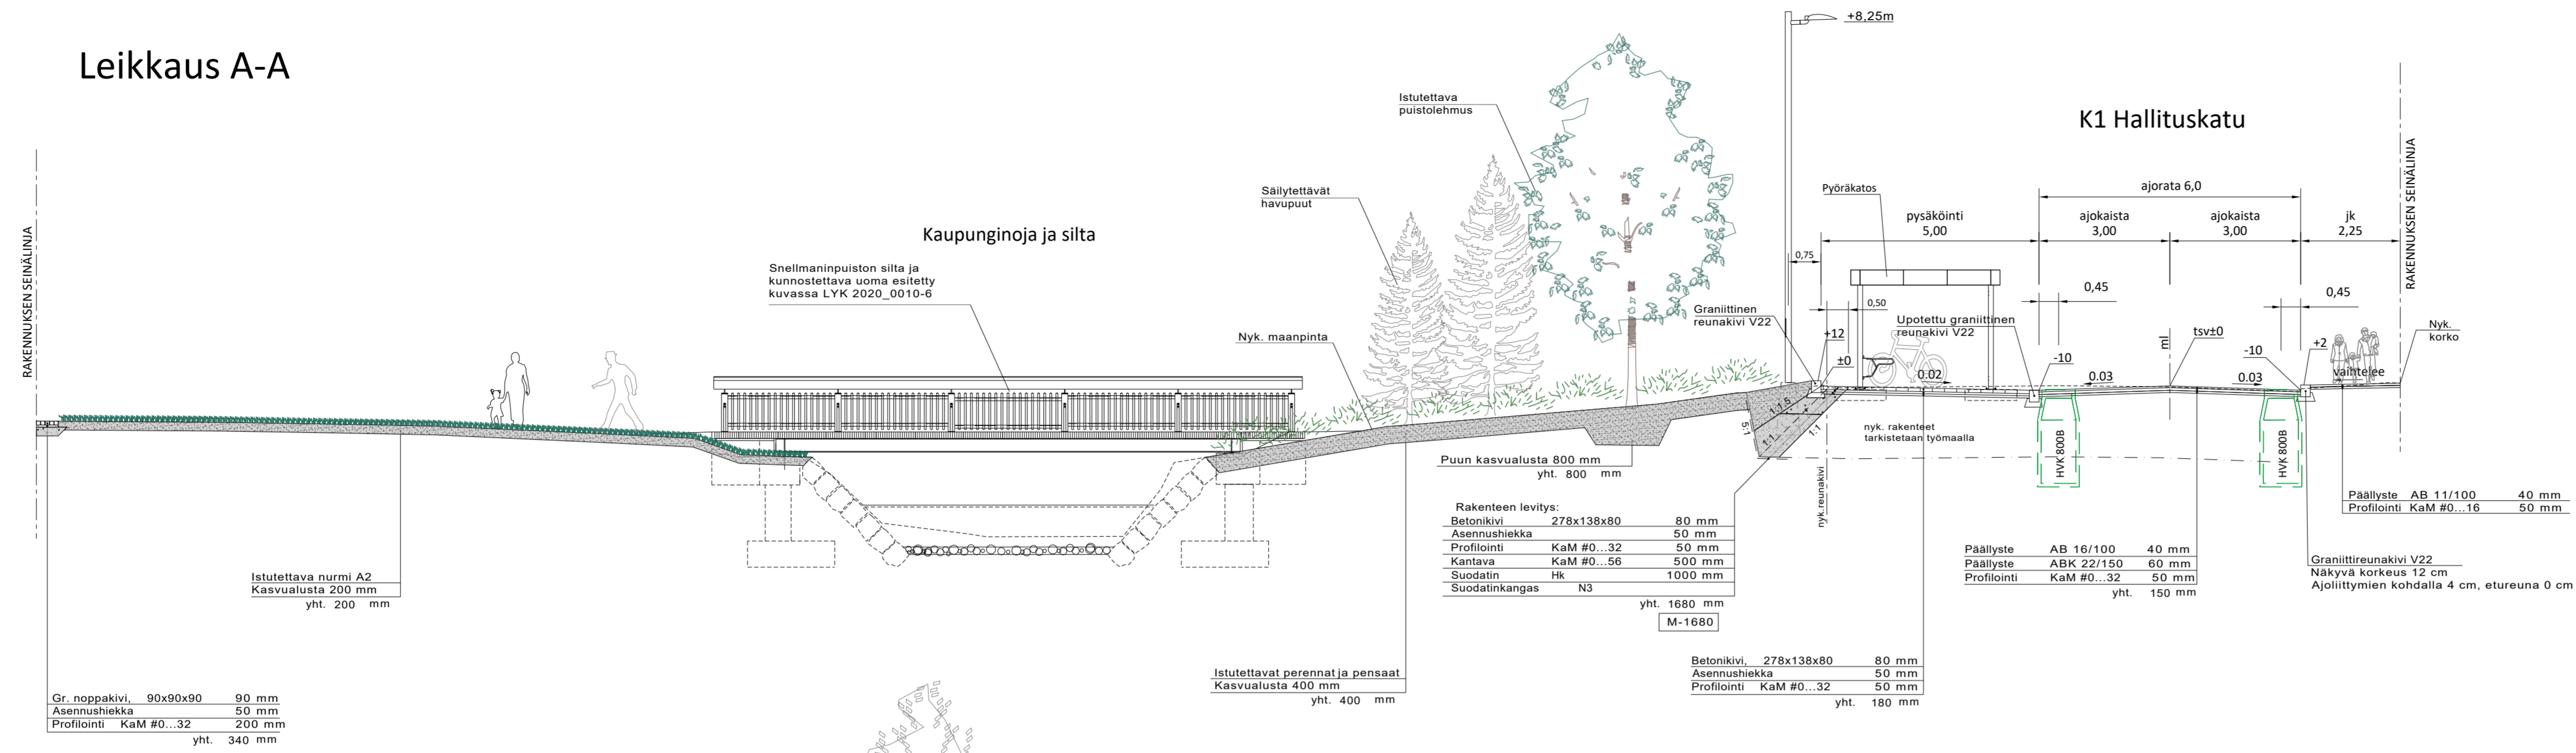 Leikkaus A-A
RAKENNUKSEN SEINÄLINJA
Kaupunginoja ja silta
Snellmaninpuiston silta ja
kunnostettava uoma esitetty
kuvassa LYK 2020_0010-6
Nyk. maanpinta
Säilytettävät
havupuut
Istutettava
puistolehmus
+8,25m
K1 Hallituskatu
RAKENNUKSEN SEINÄLINJA
Pyöräkatos
ajorata 6,0
pysäköinti
5,00
ajokaista
3,00
ajokaista
3,00
jk
2,25
0,75
0,50
0,45
0,45
Graniittinen
reunakivi V22
Upotettu graniittinen
reunakivi V22
+12
±0
-10
ml
tsv±0
-10
+2
Nyk.
korko
vaihtelee
0.02
0.03
0.03
1:1.5
5:1
1:1
1:1
nyk. rakenteet
tarkistetaan työmaalla
nyk.reunakivi
HVK 800B
HVK 800B
Puun kasvualusta 800 mm
yht. 800 mm
Rakenteen levitys:
Betonikivi 278x138x80 80 mm
Asennushiekka 50 mm
Profilointi KaM #0...32 50 mm
Kantava KaM #0...56 500 mm
Suodatin Hk 1000 mm
Suodatinkangas N3
yht. 1680 mm
M-1680
Päällyste AB 11/100 40 mm
Profilointi KaM #0...16 50 mm
Päällyste AB 16/100 40 mm
Päällyste ABK 22/150 60 mm
Profilointi KaM #0...32 50 mm
yht. 150 mm
Graniittireunakivi V22
Näkyvä korkeus 12 cm
Ajoliittymien kohdalla 4 cm, etureuna 0 cm
Istutettava nurmi A2
Kasvualusta 200 mm
yht. 200 mm
Istutettavat perennat ja pensaat
Kasvualusta 400 mm
yht. 400 mm
Betonikivi, 278x138x80 80 mm
Asennushiekka 50 mm
Profilointi KaM #0...32 50 mm
yht. 180 mm
Gr. noppakivi, 90x90x90 90 mm
Asennushiekka 50 mm
Profilointi KaM #0...32 200 mm
yht. 340 mm